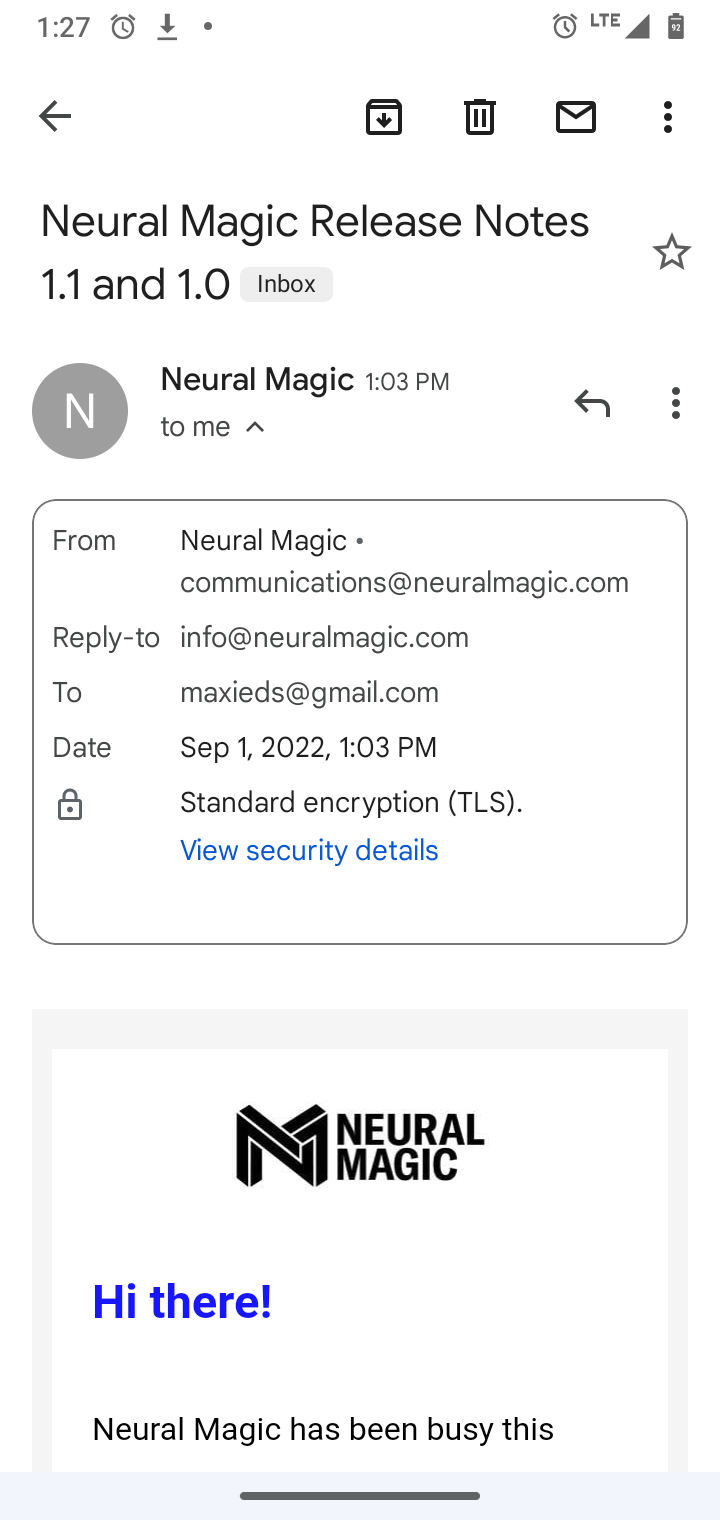 1:27
LTE
92
Neural Magic Release Notes
1.1 and 1.0 Inbox
N
Neural Magic 1:03 PM
to me
From Neural Magic •
communications@neuralmagic.com
Reply-to info@neuralmagic.com
To maxieds@gmail.com
Date Sep 1, 2022, 1:03 PM
Standard encryption (TLS).
View security details
NEURAL
MAGIC
Hi there!
Neural Magic has been busy this